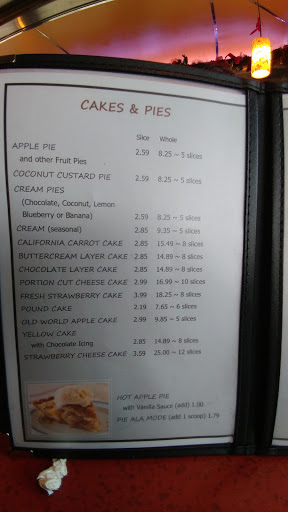 CAKES & PIES
Slice Whole
APPLE PIE 2.59 8.25 ~ 5 slices
and other Fruit Pies
COCONUT CUSTARD PIE 2.59 8.25 ~ 5 slices
CREAM PIES
(Chocolate, Coconut, Lemon
Blueberry or Banana) 2.59 8.25 ~ 5 slices
CREAM (seasonal) 2.85 9.35 ~ 5 slices
CALIFORNIA CARROT CAKE 2.85 15.49 ~ 8 slices
BUTTERCREAM LAYER CAKE 2.85 14.89 ~ 8 slices
CHOCOLATE LAYER CAKE 2.85 14.89 ~ 8 slices
PORTION CUT CHEESE CAKE 2.99 16.99 ~ 10 slices
FRESH STRAWBERRY CAKE 3.99 18.25 ~ 8 slices
POUND CAKE 2.19 7.65 ~ 6 slices
OLD WORLD APPLE CAKE 2.99 9.85 ~ 5 slices
YELLOW CAKE
with Chocolate Icing 2.85 14.89 ~ 8 slices
STRAWBERRY CHEESE CAKE 3.59 25.00 ~ 12 slices
HOT APPLE PIE
with Vanilla Sauce (add) 1.00
PIE ALA MODE (add 1 scoop) 1.79